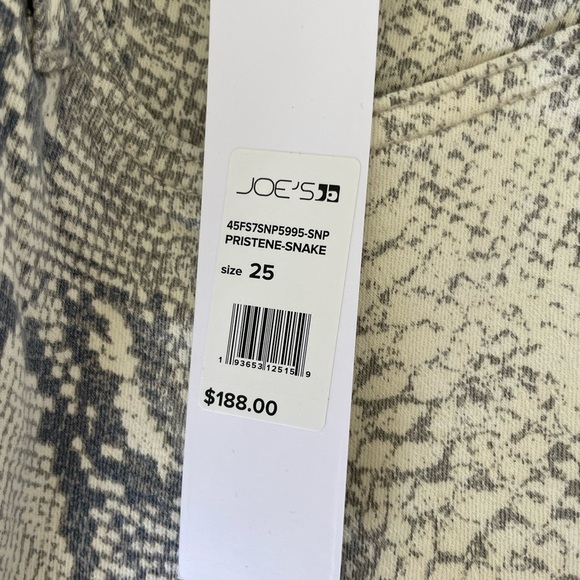 JOE'S
45FS7SNP5995-SNP
PRISTENE-SNAKE
size 25
1 93653 12515 9
$188.00